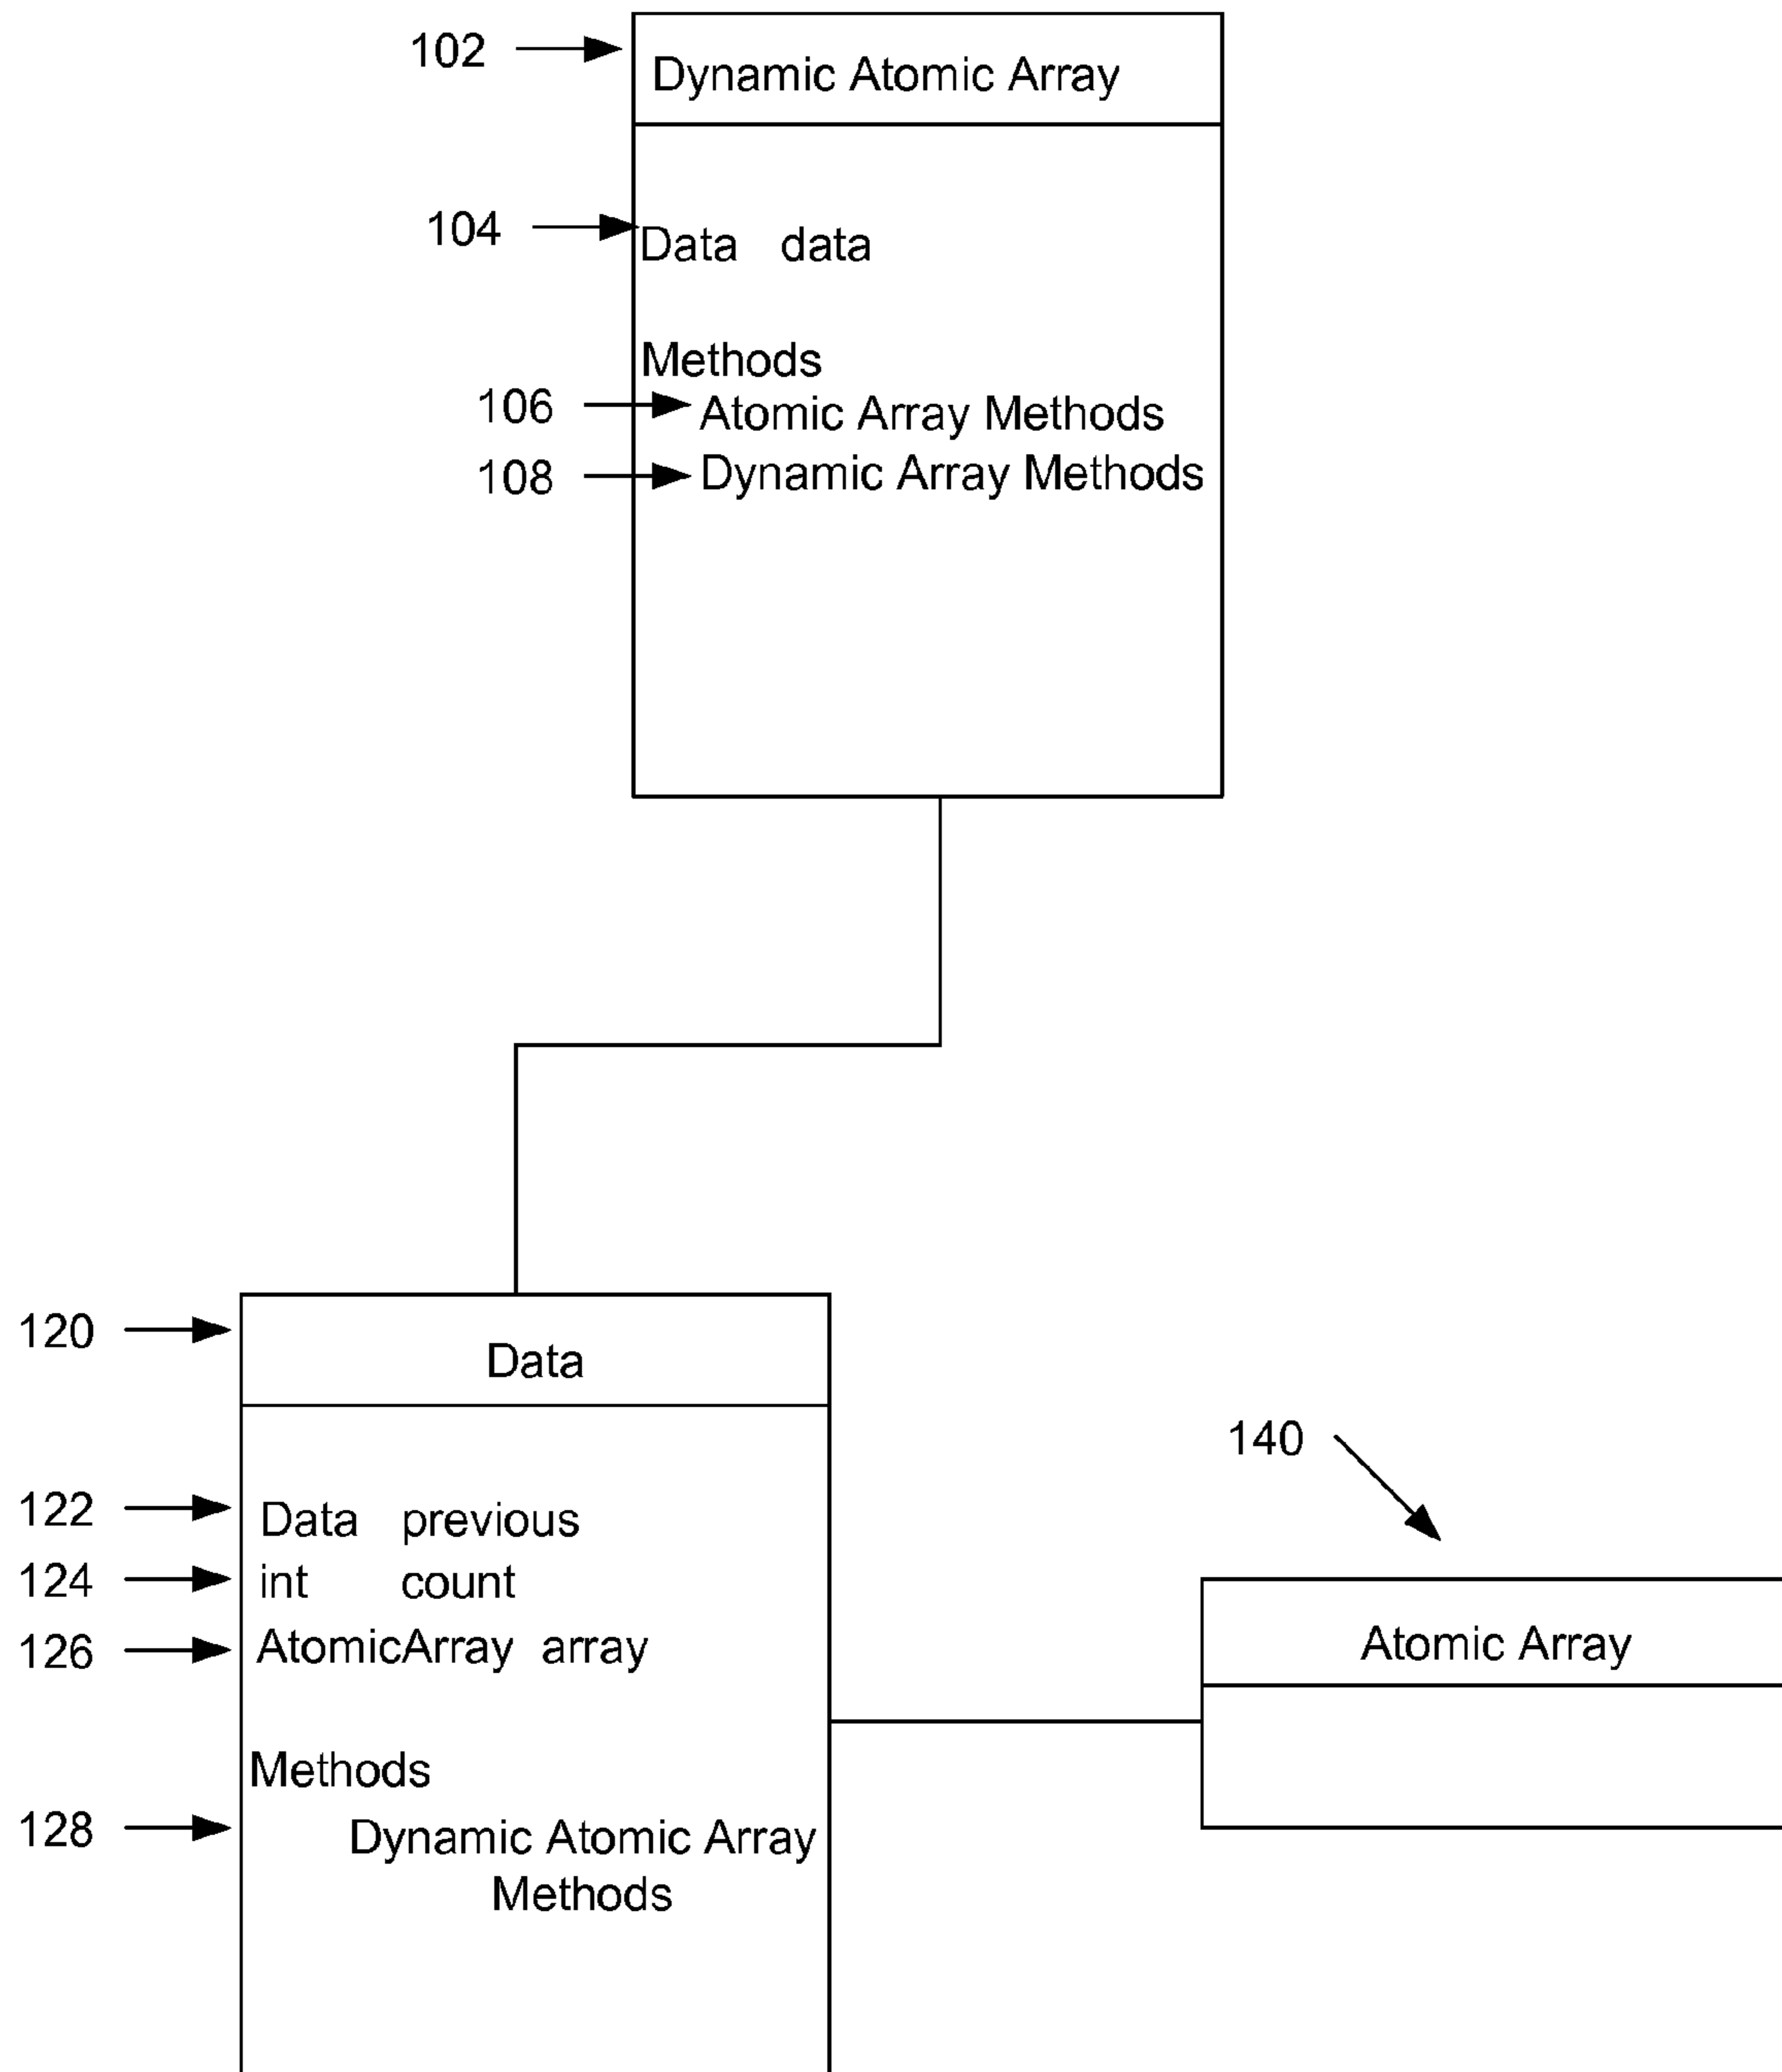 102
Dynamic Atomic Array
104
Data data
Methods
106
Atomic Array Methods
108
Dynamic Array Methods
120
Data
122
Data previous
124
int count
126
AtomicArray array
Methods
128
Dynamic Atomic Array
Methods
140
Atomic Array